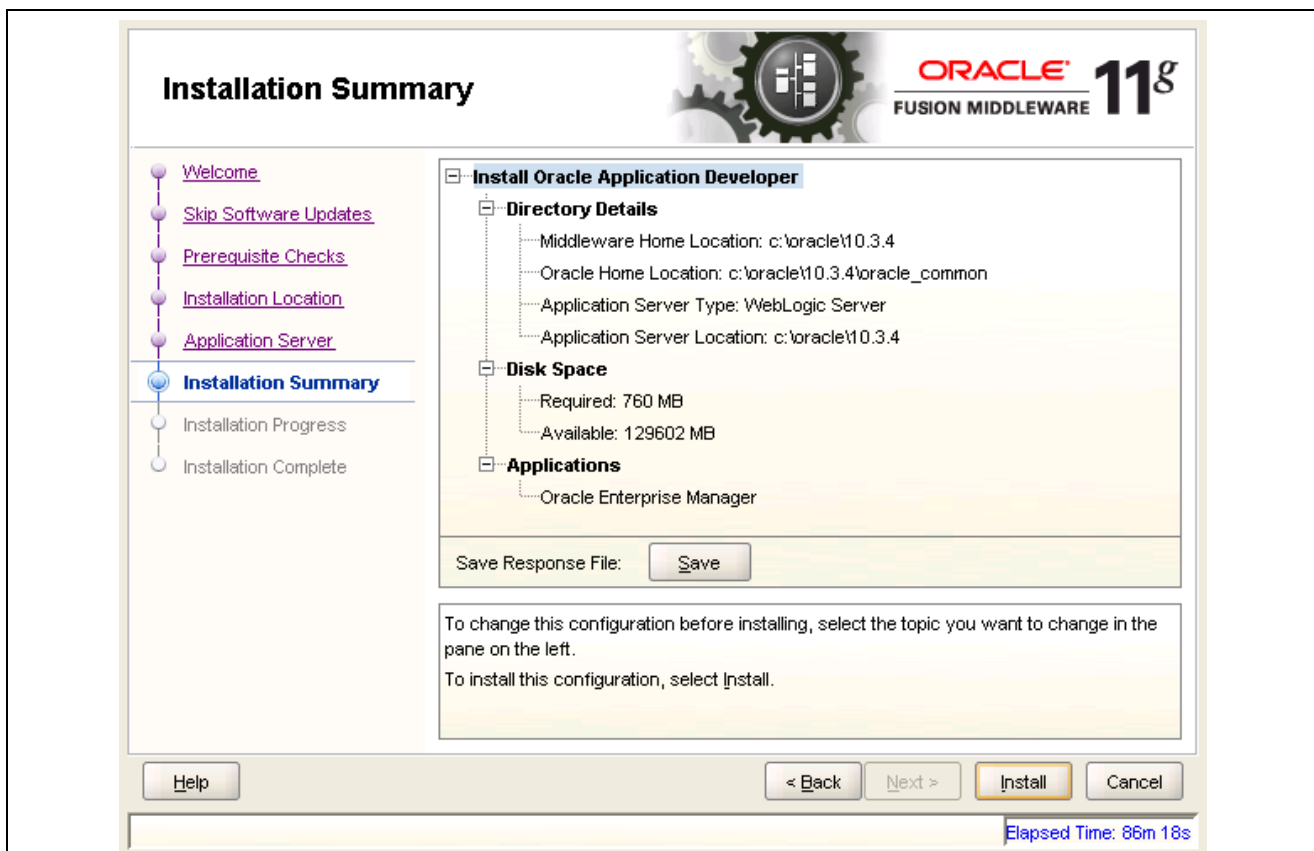 Installation Summary
ORACLE
FUSION MIDDLEWARE
11g
Welcome
Skip Software Updates
Prerequisite Checks
Installation Location
Application Server
Installation Summary
Installation Progress
Installation Complete
Install Oracle Application Developer
Directory Details
Middleware Home Location: c:\oracle\10.3.4
Oracle Home Location: c:\oracle\10.3.4\oracle_common
Application Server Type: WebLogic Server
Application Server Location: c:\oracle\10.3.4
Disk Space
Required: 760 MB
Available: 129602 MB
Applications
Oracle Enterprise Manager
Save Response File: Save
To change this configuration before installing, select the topic you want to change in the
pane on the left.
To install this configuration, select Install.
Help < Back Next > Install Cancel
Elapsed Time: 86m 18s